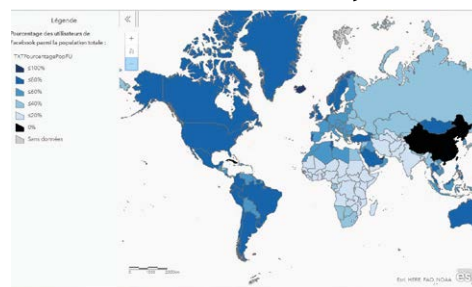 Légende
Pourcentage des utilisateurs de
Facebook parmi la population totale :
TXTPourcentagePopFU
≤100%
≤80%
≤60%
≤40%
≤20%
0%
Sans données
Esri, HERE, FAO, NOAA